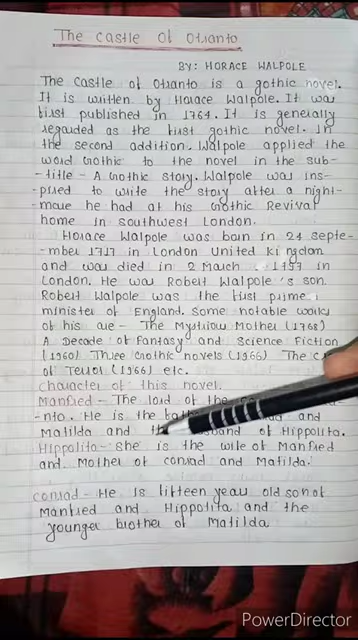 The Castle Of Otranto
BY: HORACE WALPOLE
The Castle of Otranto is a gothic novel.
It is written by Horace Walpole. It was
first published in 1764. It is generally
regarded as the first gothic novel. In
the second addition. Walpole applied the
word Gothic to the novel in the sub-
-title - A Gothic story. Walpole was ins-
-pired to write the story after a night-
-mare he had at his Gothic Revival
home in southwest London.
Horace Walpole was born in 24 septe-
-mber 1717 in London United Kingdon
and was died in 2 March 1797 in
London. He was Robert Walpole's son.
Robert Walpole was the first prime
minister of England. Some notable works
of his are - The Mystrious Mother (1768)
A Decade of Fantasy and Science Fiction
(1960) Three Gothic novels (1966) The
of Terror (1966) etc.
Character of this novel.
Manfred - The lord of the
-nto. He is the and
Matilda and of Hippolita.
Hippolita - She is the wife of Manfred
and Mother of conrad and Matilda.
conrad - He is fifteen year old son of
Manfred and Hippolita and the
younger brother of Matilda
PowerDirector